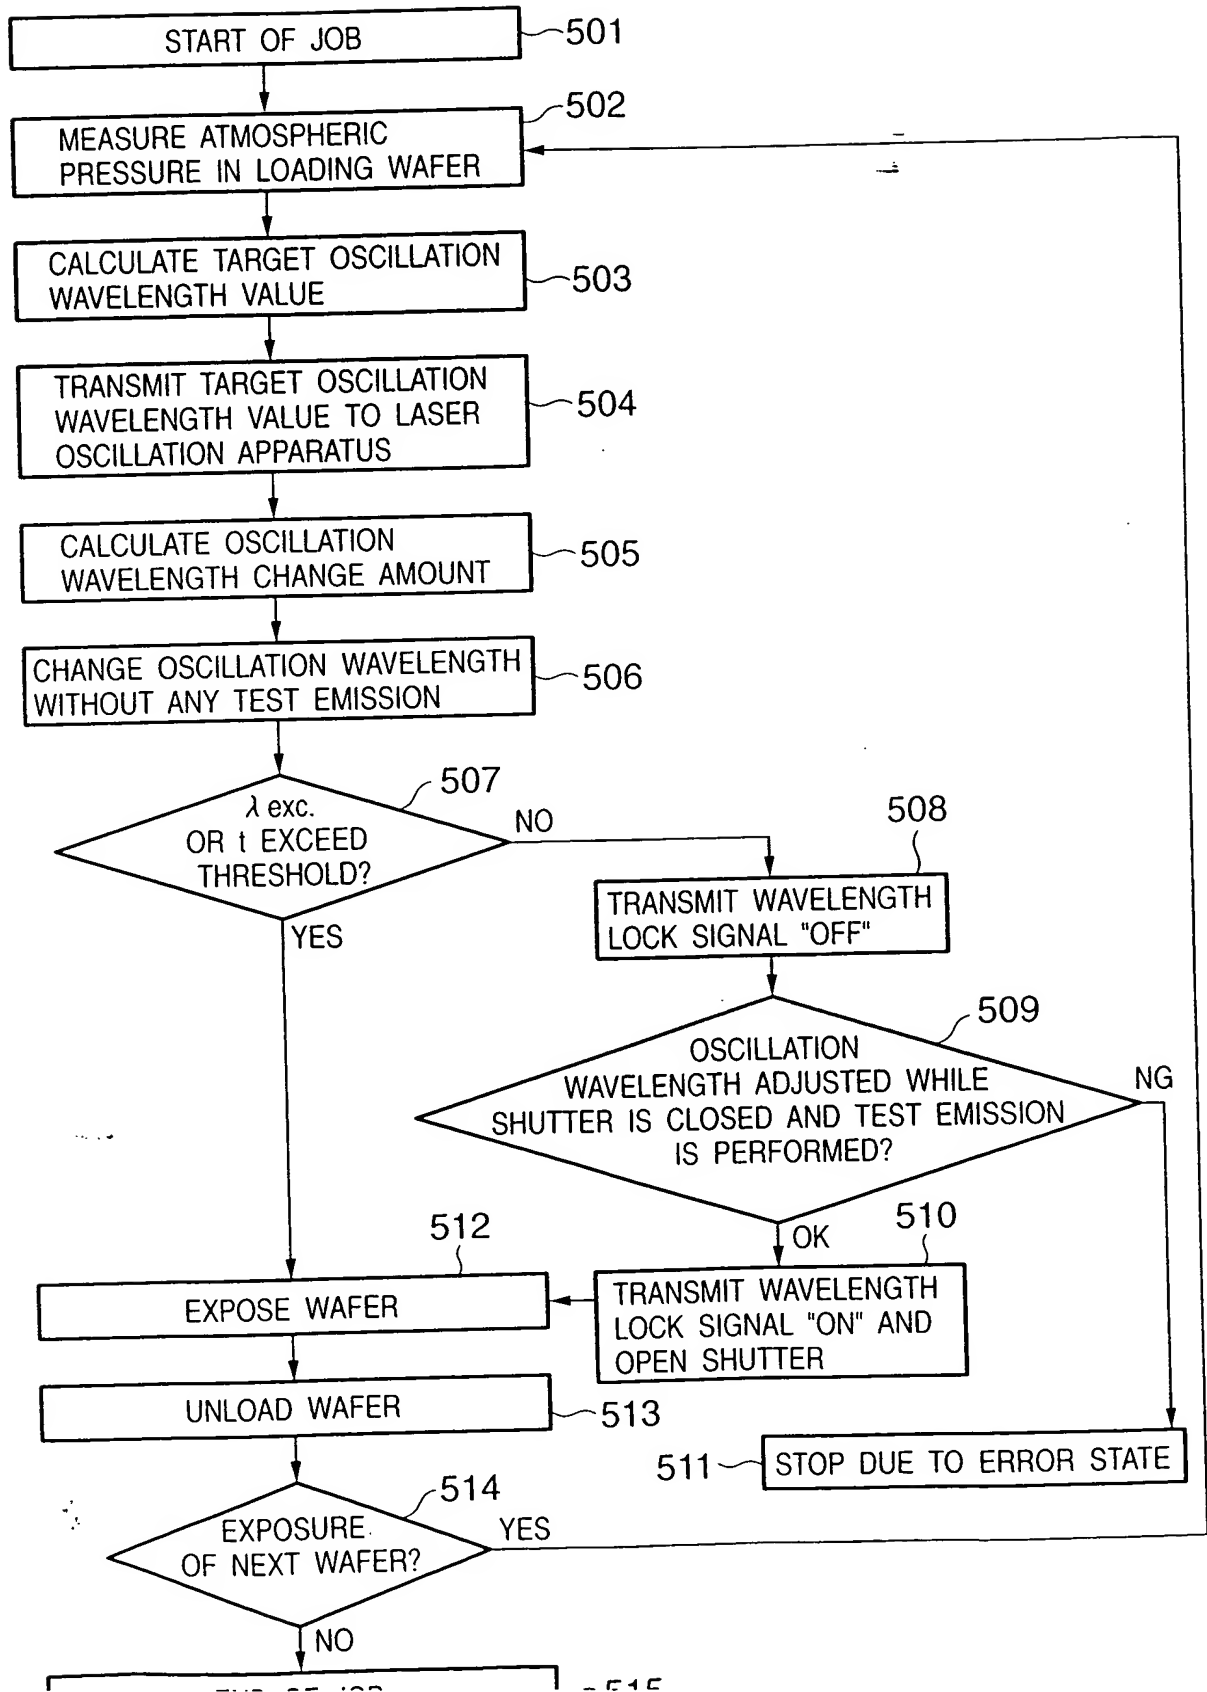 START OF JOB
501
502
MEASURE ATMOSPHERIC
PRESSURE IN LOADING WAFER
CALCULATE TARGET OSCILLATION
WAVELENGTH VALUE
503
TRANSMIT TARGET OSCILLATION
WAVELENGTH VALUE TO LASER
OSCILLATION APPARATUS
504
CALCULATE OSCILLATION
WAVELENGTH CHANGE AMOUNT
505
CHANGE OSCILLATION WAVELENGTH
WITHOUT ANY TEST EMISSION
506
507
λ exc.
OR t EXCEED
THRESHOLD?
NO
YES
508
TRANSMIT WAVELENGTH
LOCK SIGNAL "OFF"
509
OSCILLATION
WAVELENGTH ADJUSTED WHILE
SHUTTER IS CLOSED AND TEST EMISSION
IS PERFORMED?
NG
OK
510
TRANSMIT WAVELENGTH
LOCK SIGNAL "ON" AND
OPEN SHUTTER
512
EXPOSE WAFER
UNLOAD WAFER
513
511
STOP DUE TO ERROR STATE
514
EXPOSURE
OF NEXT WAFER?
YES
NO